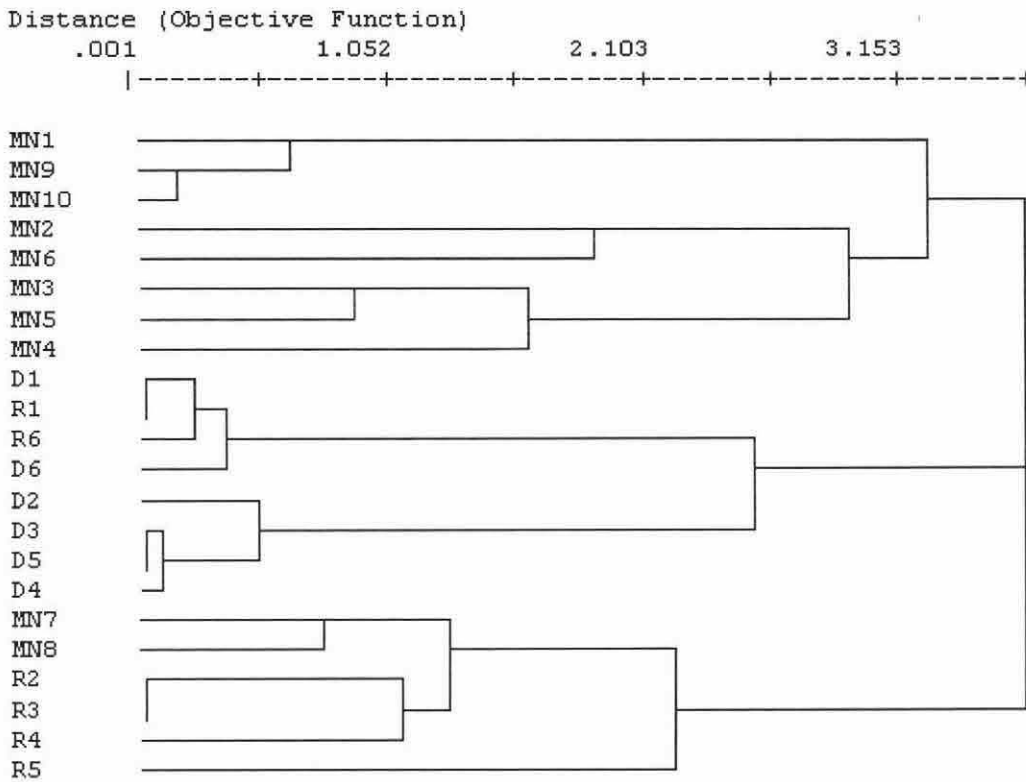 Distance (Objective Function)
.001 1.052 2.103 3.153
|---------+---------+---------+---------+---------+---------+---------+
MN1
MN9
MN10
MN2
MN6
MN3
MN5
MN4
D1
R1
R6
D6
D2
D3
D5
D4
MN7
MN8
R2
R3
R4
R5